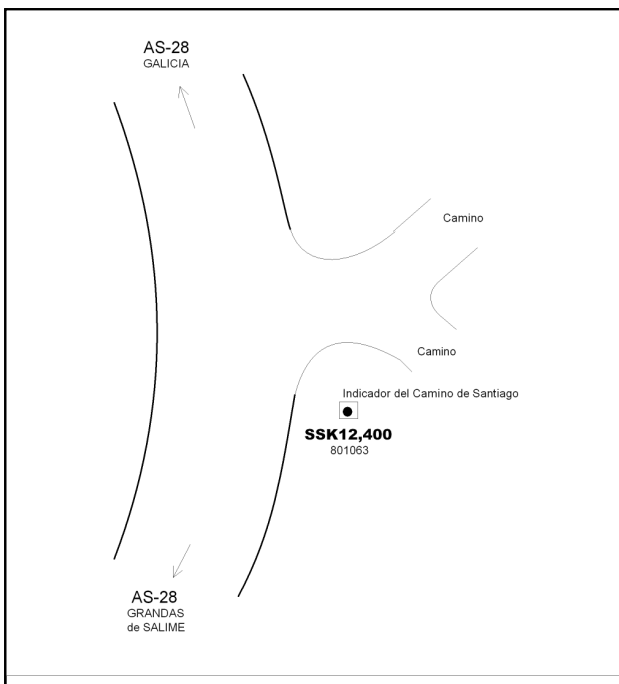 AS-28
GALICIA
Camino
Camino
Indicador del Camino de Santiago
SSK12,400
801063
AS-28
GRANDAS
de SALIME